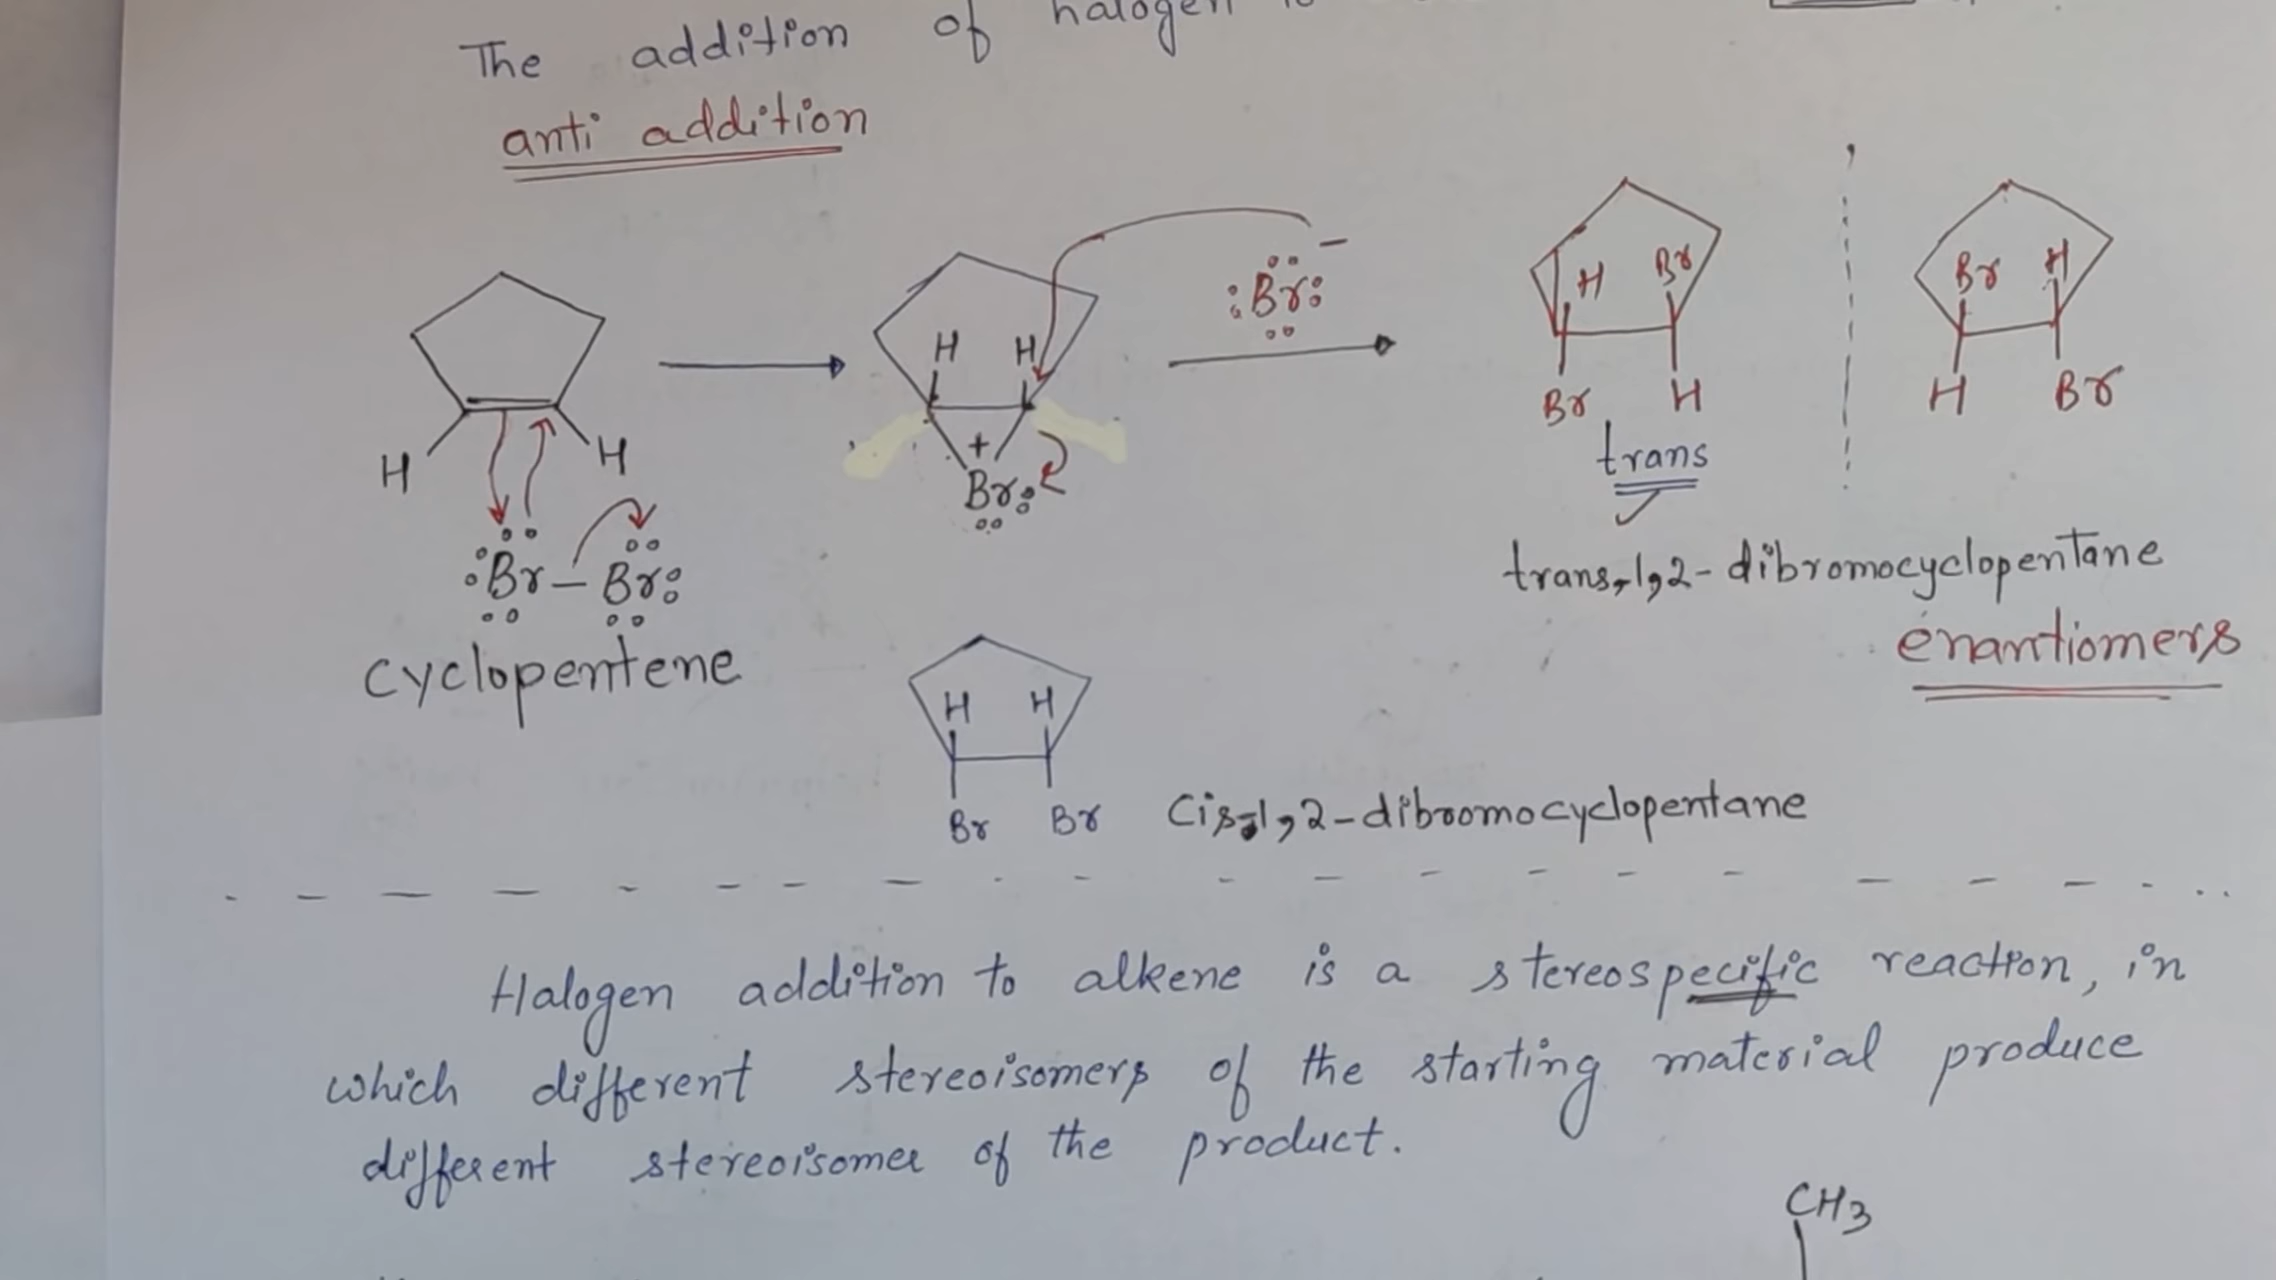 The addition of halogen is
anti addition
H H
:Br – Br:
cyclopentene
H H
+
Br:
:Br: –
H Br
Br H
trans
Br H
H Br
trans-1,2-dibromocyclopentane
enantiomers
H H
Br Br
Cis-1,2-dibromocyclopentane
Halogen addition to alkene is a stereospecific reaction, in
which different stereoisomers of the starting material produce
different stereoisomer of the product.
CH3